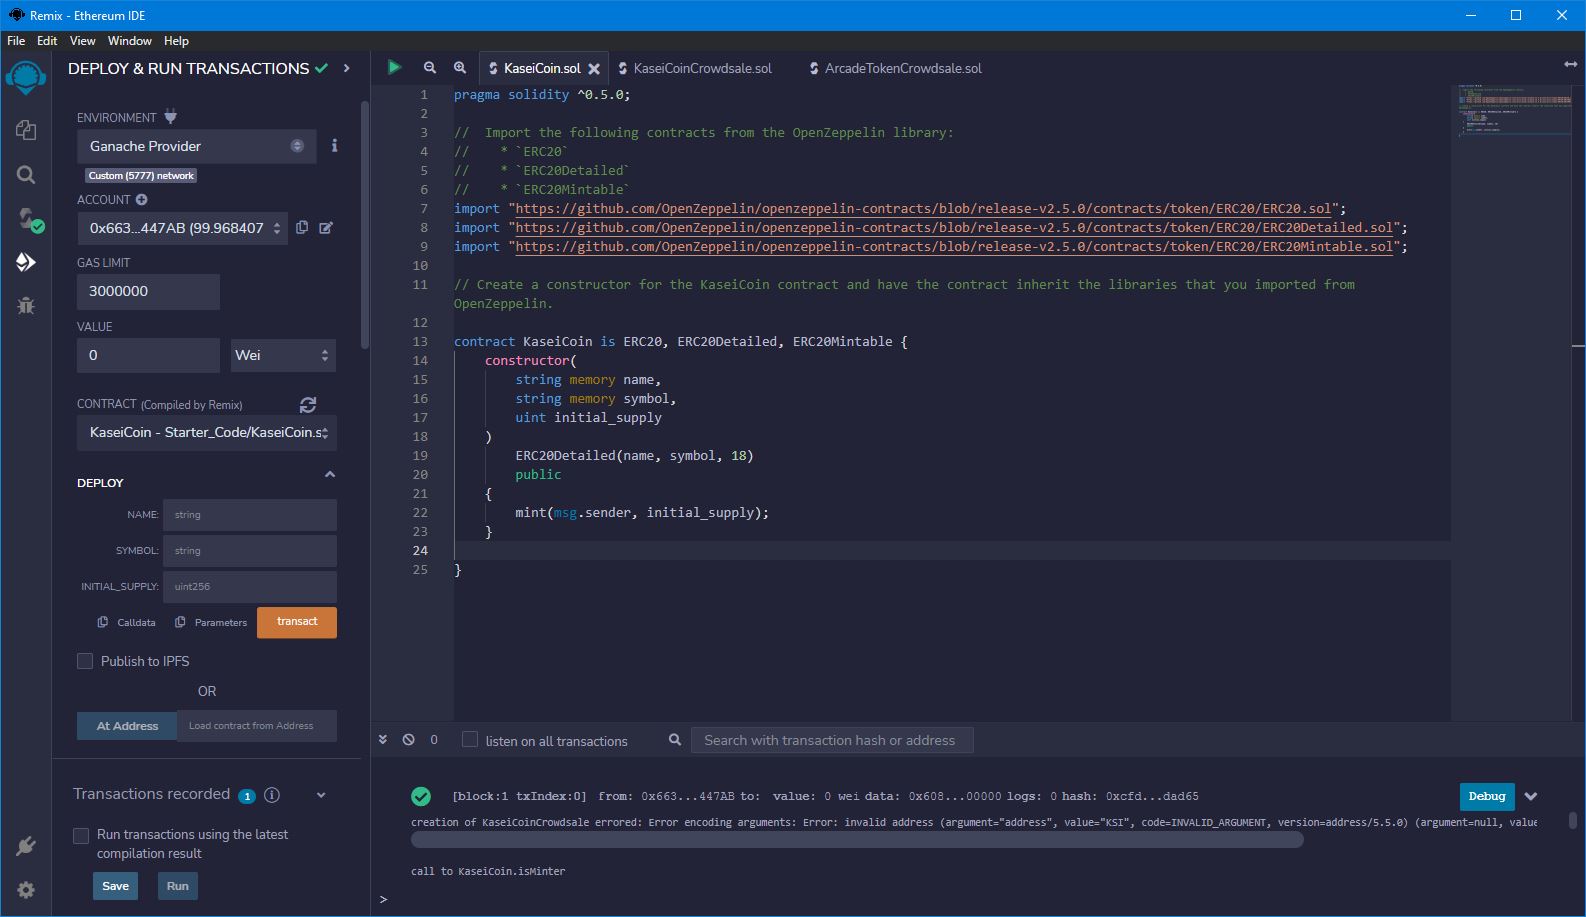 Remix - Ethereum IDE
File Edit View Window Help
DEPLOY & RUN TRANSACTIONS
ENVIRONMENT
Ganache Provider
Custom (5777) network
ACCOUNT
0x663...447AB (99.968407
GAS LIMIT
3000000
VALUE
0 Wei
CONTRACT (Compiled by Remix)
KaseiCoin - Starter_Code/KaseiCoin.s
DEPLOY
NAME: string
SYMBOL: string
INITIAL_SUPPLY: uint256
Calldata Parameters transact
Publish to IPFS
OR
At Address Load contract from Address
Transactions recorded 1
Run transactions using the latest
compilation result
Save Run
KaseiCoin.sol KaseiCoinCrowdsale.sol ArcadeTokenCrowdsale.sol
1 pragma solidity ^0.5.0;
2
3 //  Import the following contracts from the OpenZeppelin library:
4 //    * `ERC20`
5 //    * `ERC20Detailed`
6 //    * `ERC20Mintable`
7 import "https://github.com/OpenZeppelin/openzeppelin-contracts/blob/release-v2.5.0/contracts/token/ERC20/ERC20.sol";
8 import "https://github.com/OpenZeppelin/openzeppelin-contracts/blob/release-v2.5.0/contracts/token/ERC20/ERC20Detailed.sol";
9 import "https://github.com/OpenZeppelin/openzeppelin-contracts/blob/release-v2.5.0/contracts/token/ERC20/ERC20Mintable.sol";
10
11 // Create a constructor for the KaseiCoin contract and have the contract inherit the libraries that you imported from
OpenZeppelin.
12
13 contract KaseiCoin is ERC20, ERC20Detailed, ERC20Mintable {
14     constructor(
15         string memory name,
16         string memory symbol,
17         uint initial_supply
18     )
19         ERC20Detailed(name, symbol, 18)
20         public
21     {
22         mint(msg.sender, initial_supply);
23     }
24
25 }
0 listen on all transactions Search with transaction hash or address
[block:1 txIndex:0] from: 0x663...447AB to: value: 0 wei data: 0x608...00000 logs: 0 hash: 0xcfd...dad65 Debug
creation of KaseiCoinCrowdsale errored: Error encoding arguments: Error: invalid address (argument="address", value="KSI", code=INVALID_ARGUMENT, version=address/5.5.0) (argument=null, value
call to KaseiCoin.isMinter
>